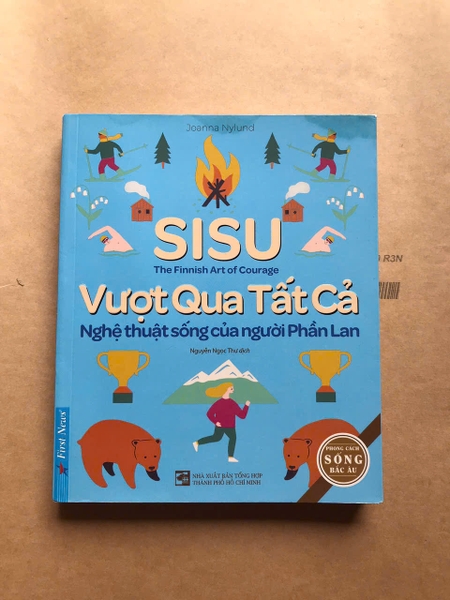 Joanna Nylund
SISU
The Finnish Art of Courage
Vượt Qua Tất Cả
Nghệ thuật sống của người Phần Lan
Nguyễn Ngọc Thư dịch
First News
NHÀ XUẤT BẢN TỔNG HỢP
THÀNH PHỐ HỒ CHÍ MINH
PHONG CÁCH
SỐNG
BẮC ÂU
R3N